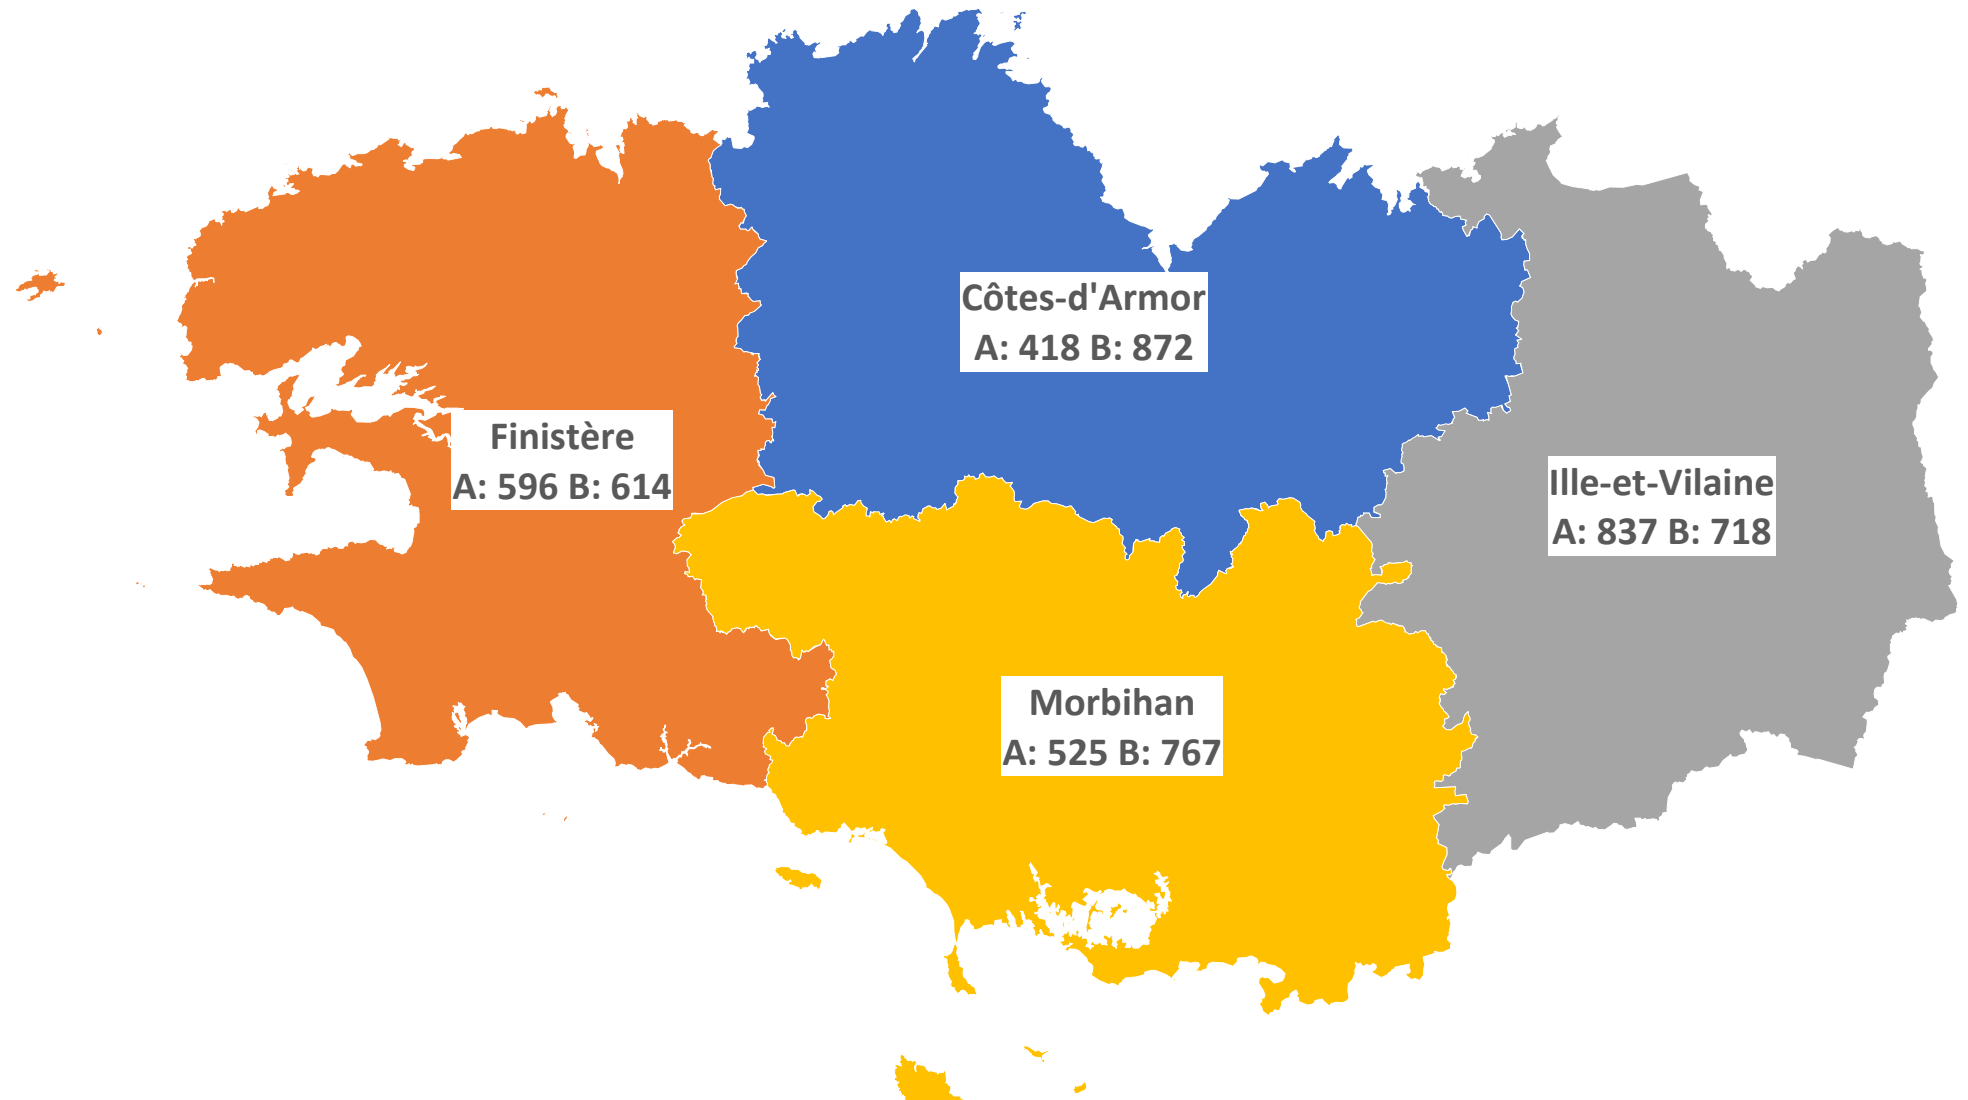 Côtes-d'Armor
A: 418 B: 872
Finistère
A: 596 B: 614
Ille-et-Vilaine
A: 837 B: 718
Morbihan
A: 525 B: 767